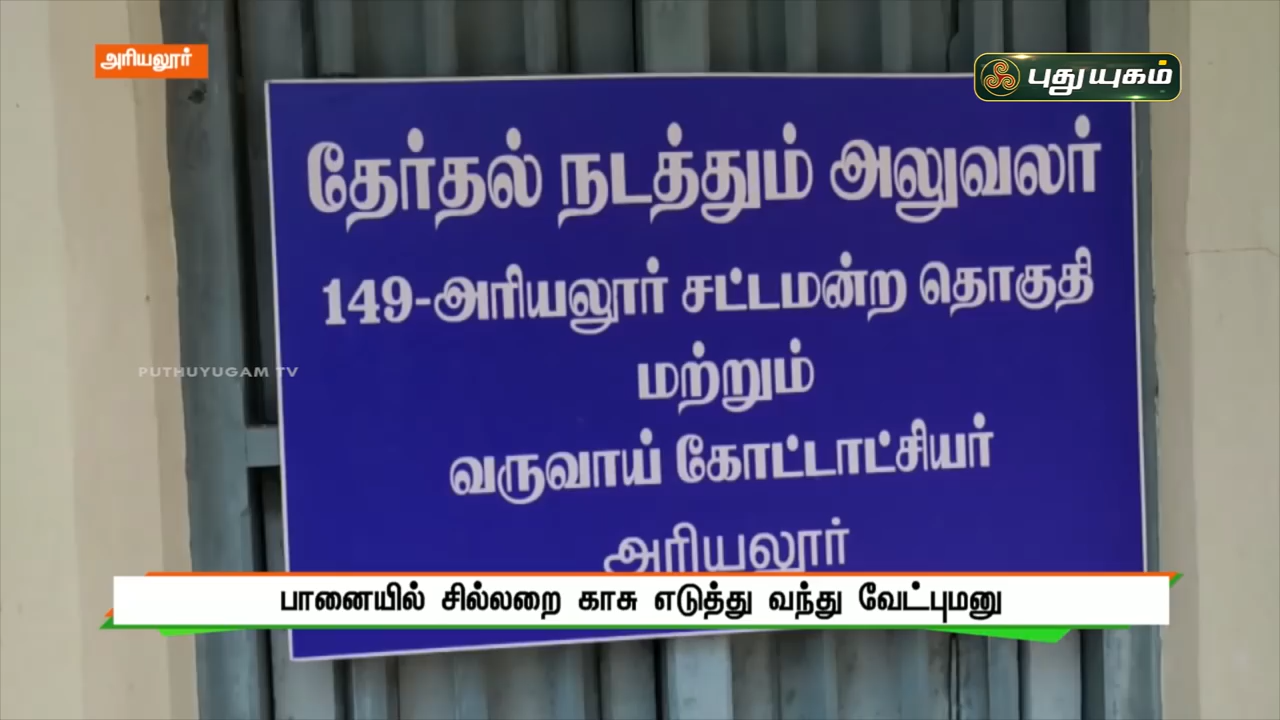 அரியலூர்
புதுயுகம்
தேர்தல் நடத்தும் அலுவலர்
149-அரியலூர் சட்டமன்ற தொகுதி
மற்றும்
வருவாய் கோட்டாட்சியர்
அரியலூர்
PUTHUYUGAM TV
பானையில் சில்லறை காசு எடுத்து வந்து வேட்புமனு